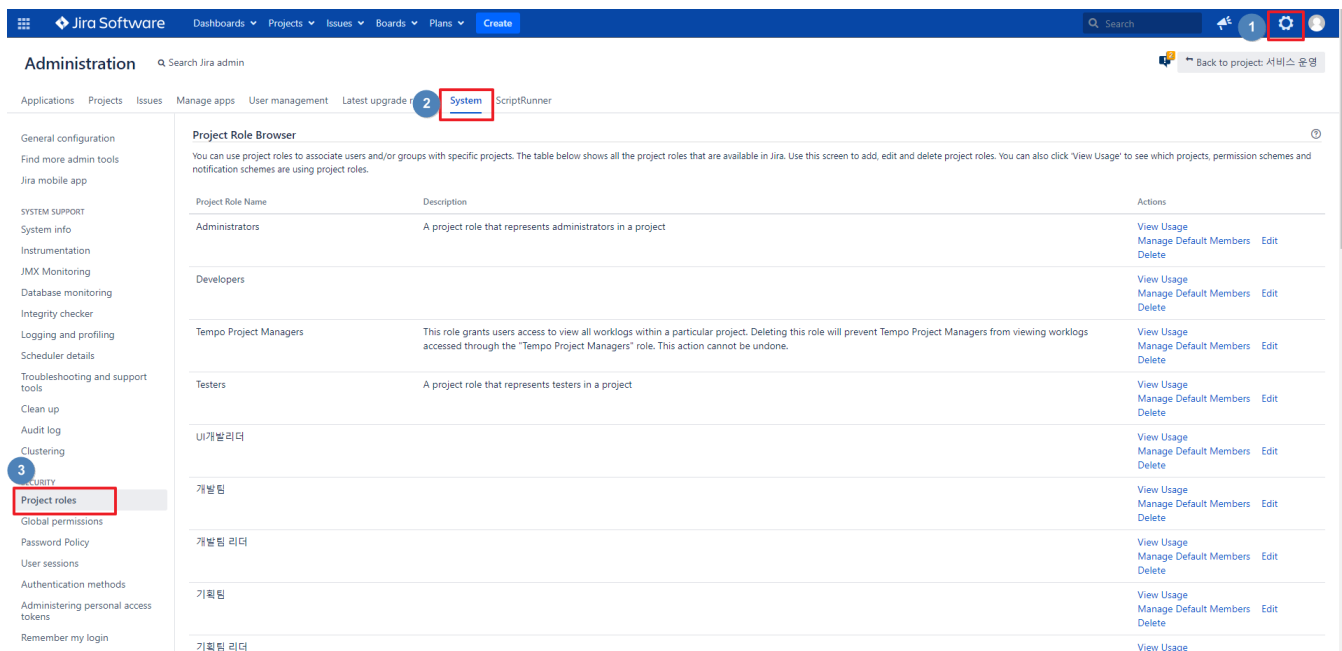 Jira Software Dashboards Projects Issues Boards Plans Create Search 1
Administration Search Jira admin Back to project: 서비스 운영
Applications Projects Issues Manage apps User management Latest upgrade 2 System ScriptRunner
General configuration
Find more admin tools
Jira mobile app
SYSTEM SUPPORT
System info
Instrumentation
JMX Monitoring
Database monitoring
Integrity checker
Logging and profiling
Scheduler details
Troubleshooting and support
tools
Clean up
Audit log
Clustering
3
Project roles
Global permissions
Password Policy
User sessions
Authentication methods
Administering personal access
tokens
Remember my login
Project Role Browser
You can use project roles to associate users and/or groups with specific projects. The table below shows all the project roles that are available in Jira. Use this screen to add, edit and delete project roles. You can also click 'View Usage' to see which projects, permission schemes and
notification schemes are using project roles.
Project Role Name Description Actions
Administrators A project role that represents administrators in a project View Usage
Manage Default Members Edit
Delete
Developers View Usage
Manage Default Members Edit
Delete
Tempo Project Managers This role grants users access to view all worklogs within a particular project. Deleting this role will prevent Tempo Project Managers from viewing worklogs View Usage
accessed through the "Tempo Project Managers" role. This action cannot be undone. Manage Default Members Edit
Delete
Testers A project role that represents testers in a project View Usage
Manage Default Members Edit
Delete
UI개발리더 View Usage
Manage Default Members Edit
Delete
개발팀 View Usage
Manage Default Members Edit
Delete
개발팀 리더 View Usage
Manage Default Members Edit
Delete
기획팀 View Usage
Manage Default Members Edit
Delete
기획팀 리더 View Usage